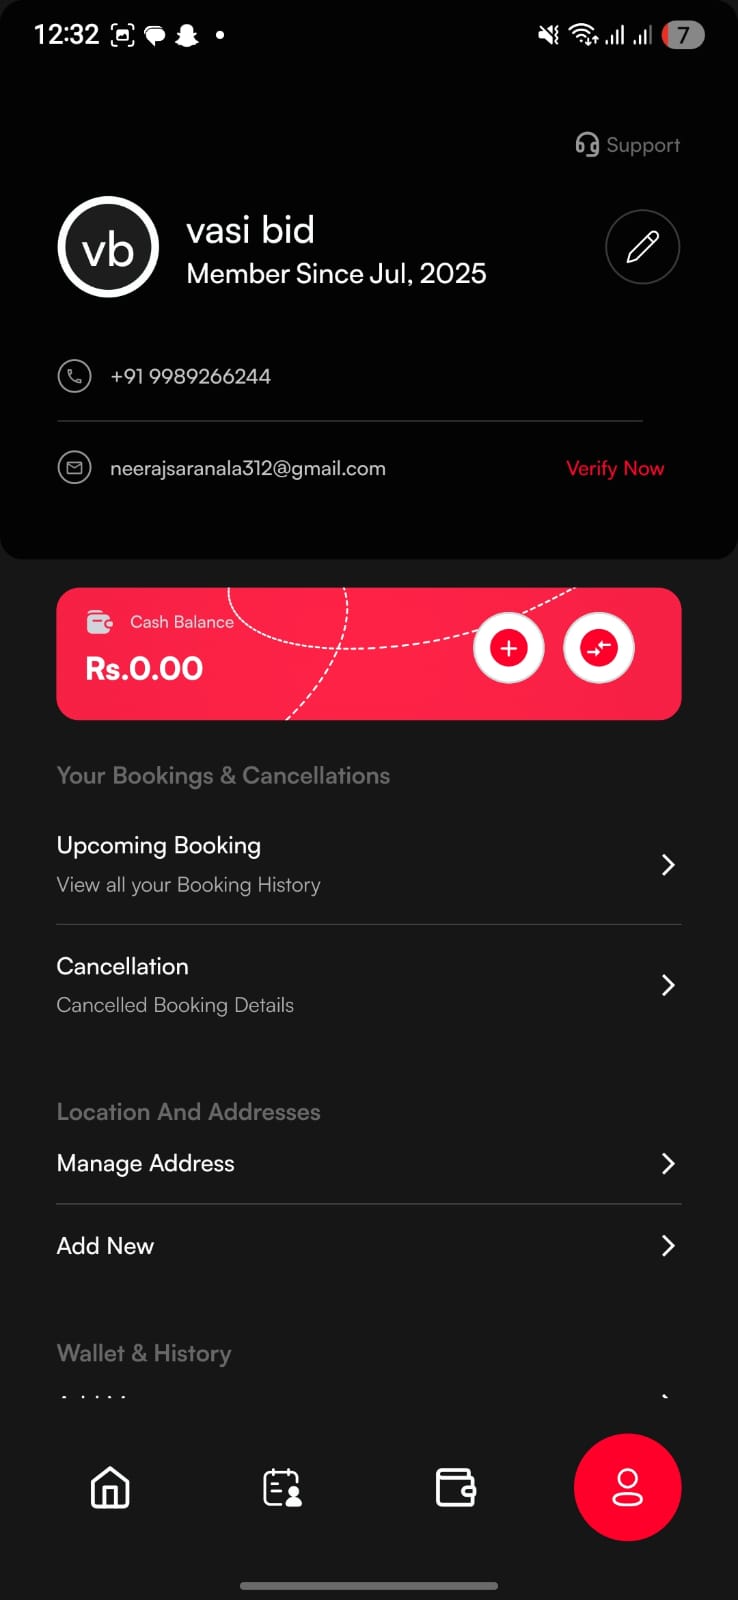 12:32
7
Support
vb
vasi bid
Member Since Jul, 2025
+91 9989266244
neerajsaranala312@gmail.com
Verify Now
Cash Balance
Rs.0.00
Your Bookings & Cancellations
Upcoming Booking
View all your Booking History
Cancellation
Cancelled Booking Details
Location And Addresses
Manage Address
Add New
Wallet & History